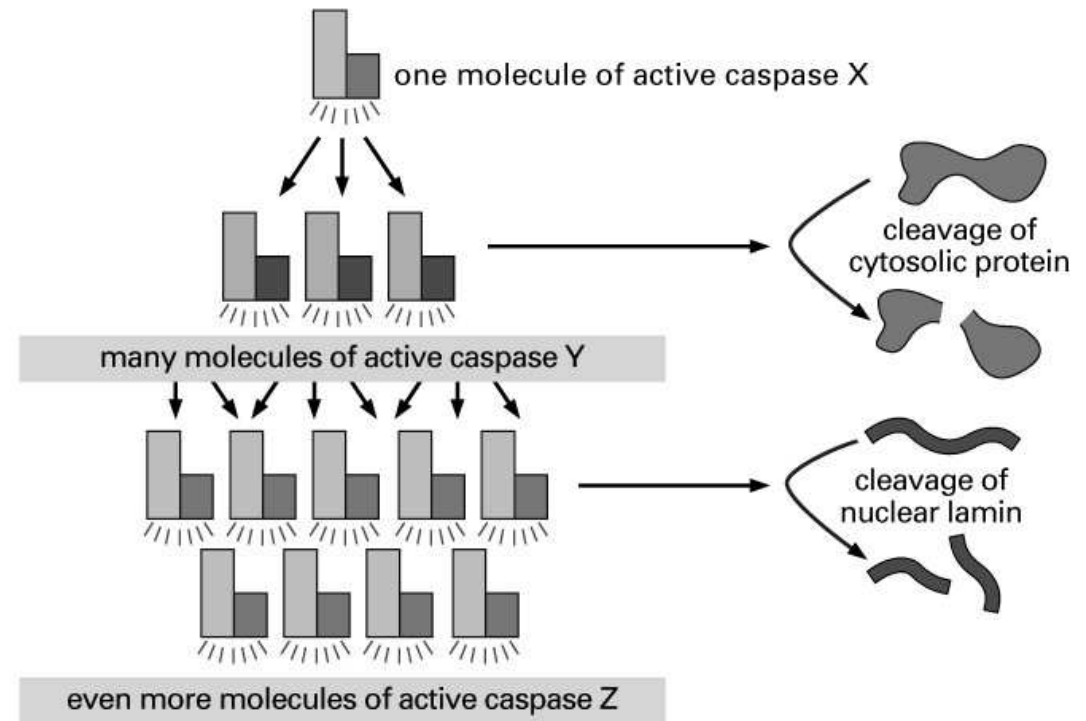 one molecule of active caspase X
cleavage of
cytosolic protein
many molecules of active caspase Y
cleavage of
nuclear lamin
even more molecules of active caspase Z